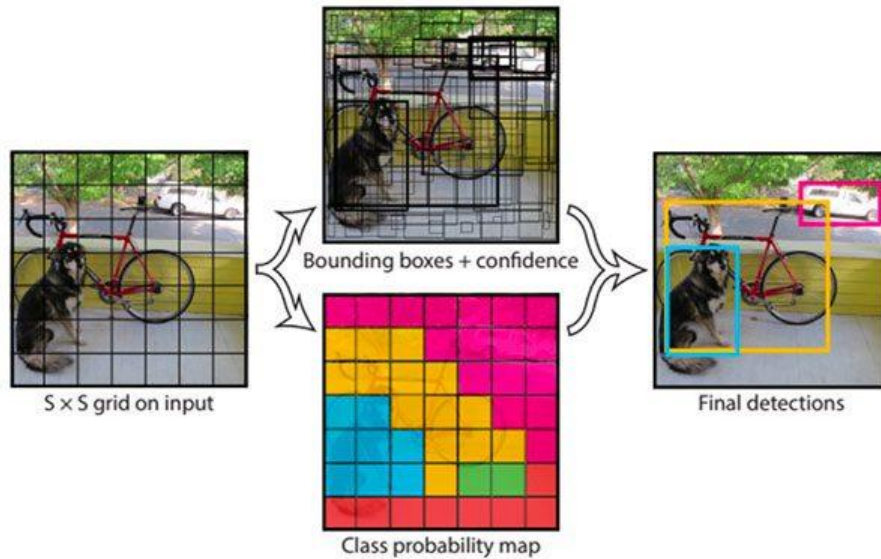 Bounding boxes + confidence
S × S grid on input
Final detections
Class probability map